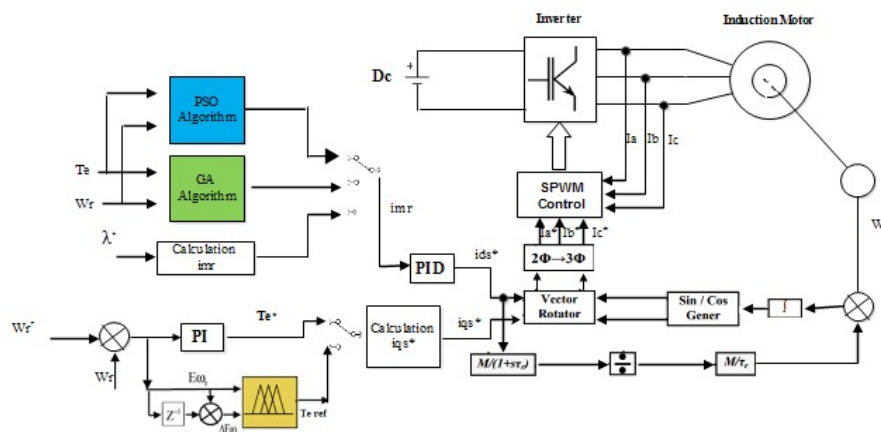 Inverter
Induction Motor
Dc
PSO
Algorithm
Te
GA
Algorithm
Wr
λ*
Calculation
imr
imr
Ia
Ib
Ic
SPWM
Control
Ia*
Ib*
Ic*
2Φ→3Φ
PID
ids*
Vector
Rotator
Sin / Cos
Gener
∫
W
Wr*
PI
Te*
Calculation
iqs*
iqs*
M/(1+sτr)
÷
M/τr
Wr
Z⁻¹
Te ref